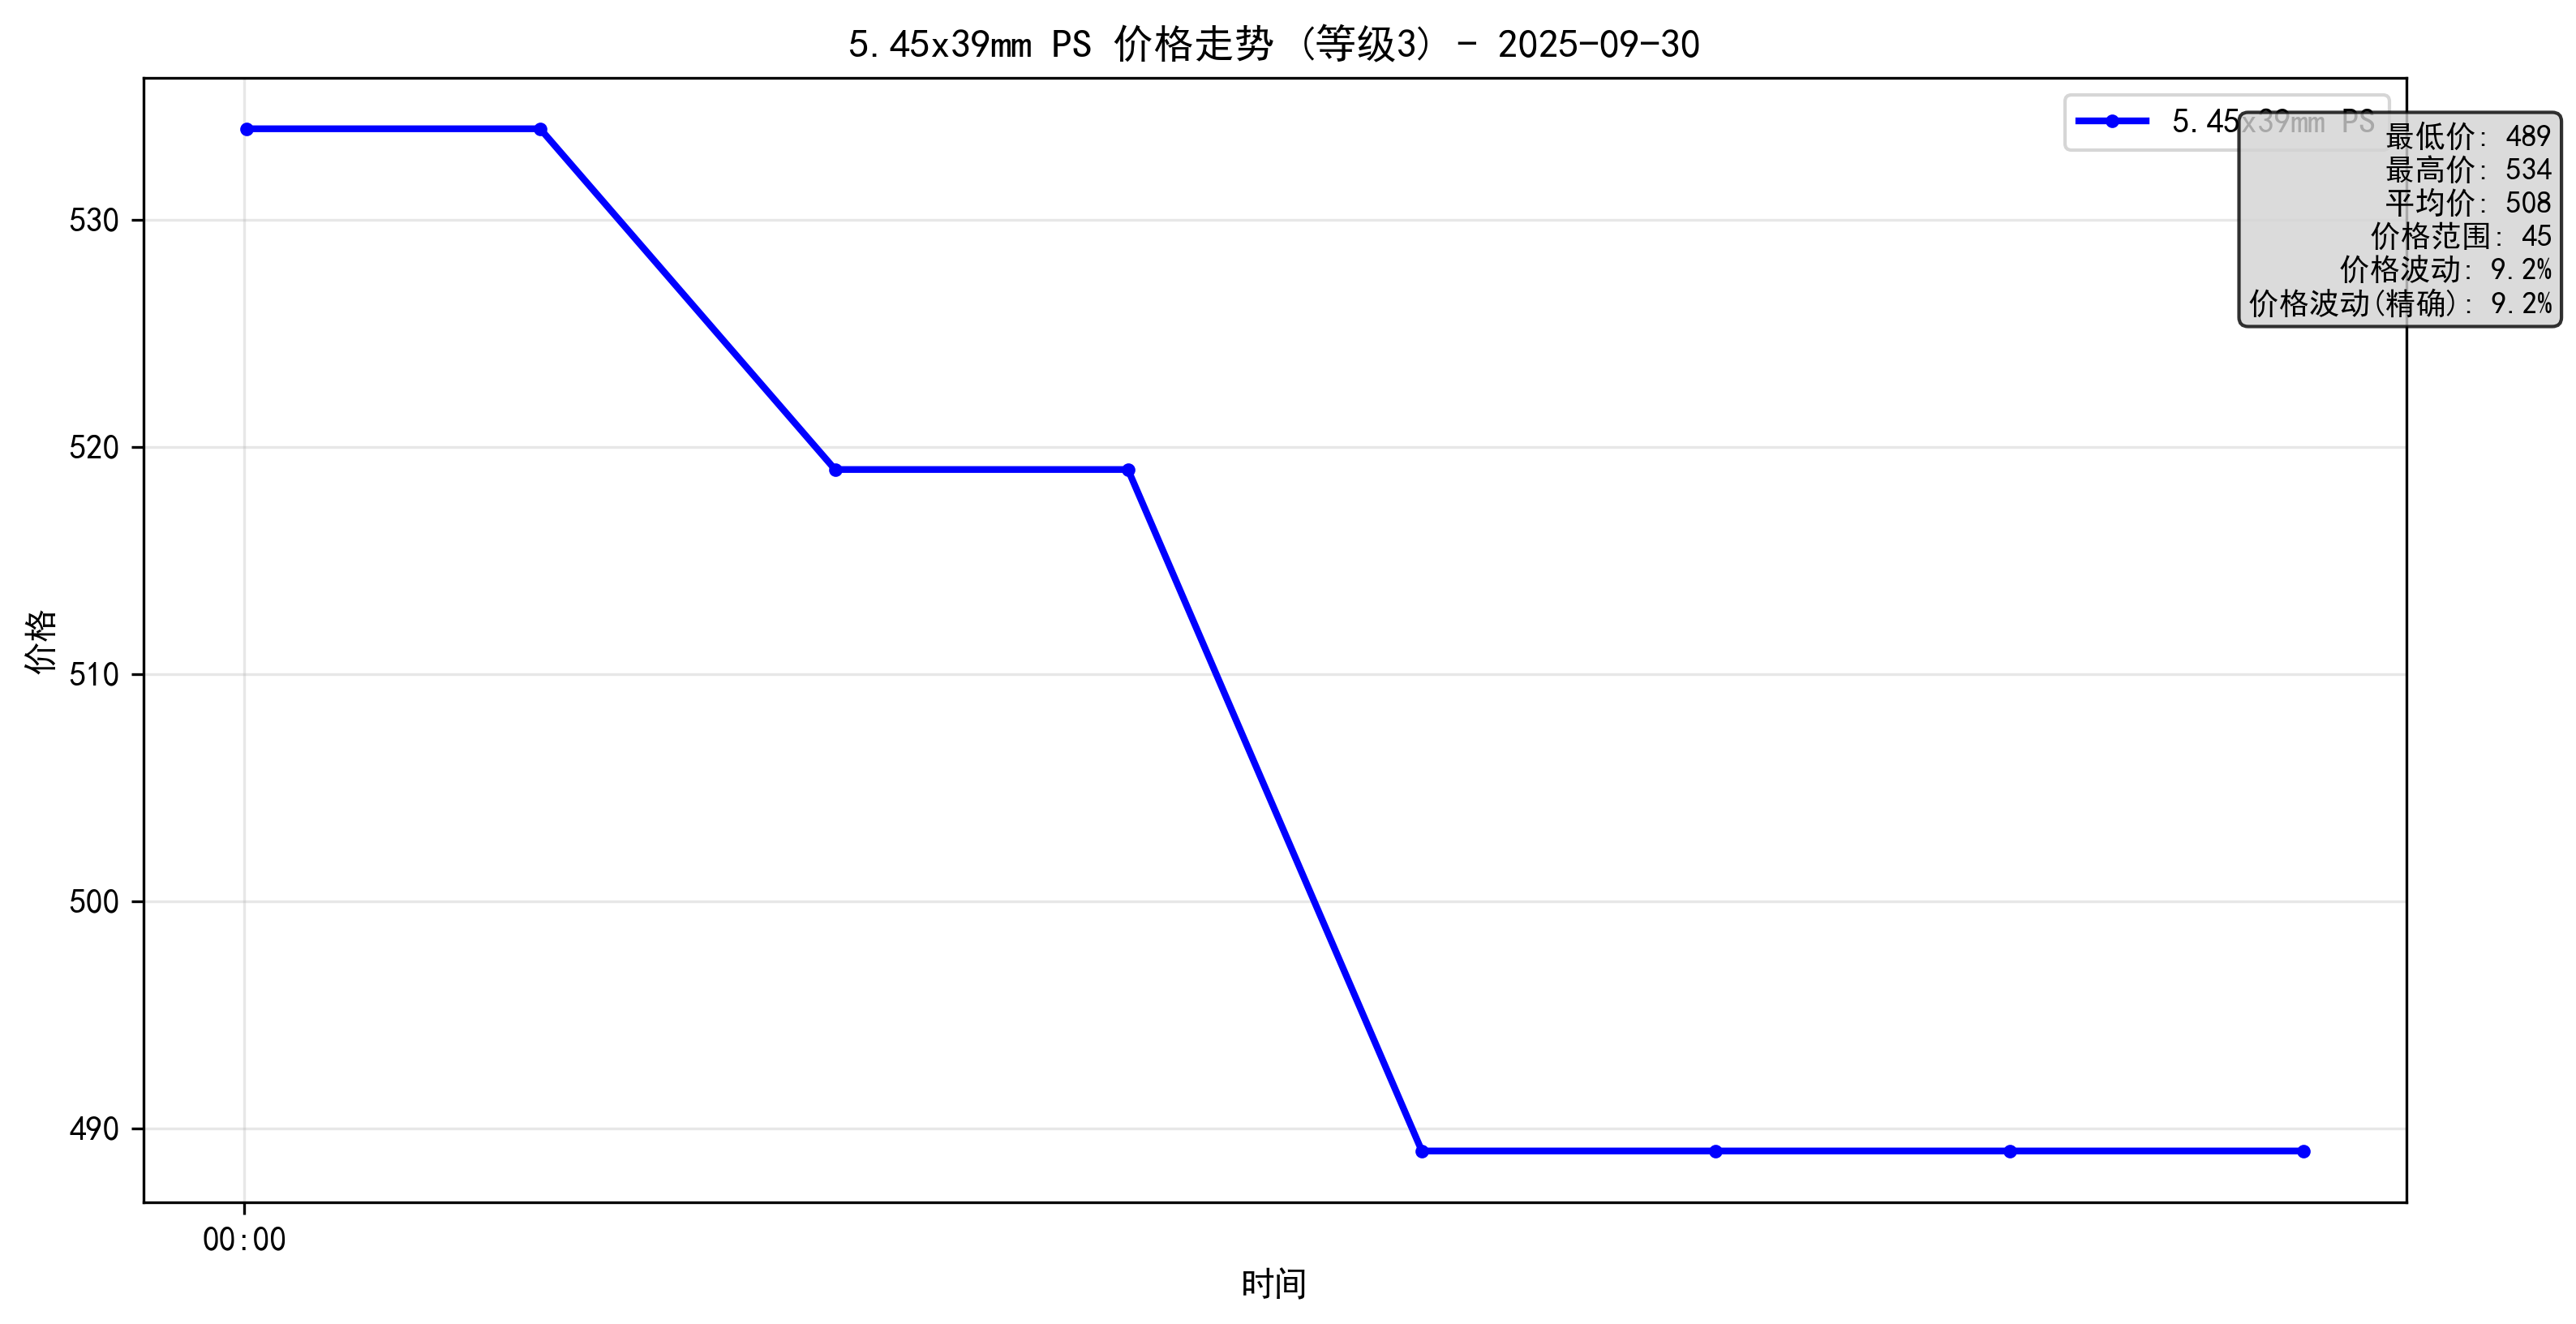 5.45x39mm PS 价格走势 (等级3) - 2025-09-30
5.45x39mm PS
最低价: 489
最高价: 534
平均价: 508
价格范围: 45
价格波动: 9.2%
价格波动(精确): 9.2%
530
520
510
500
490
价格
00:00
时间